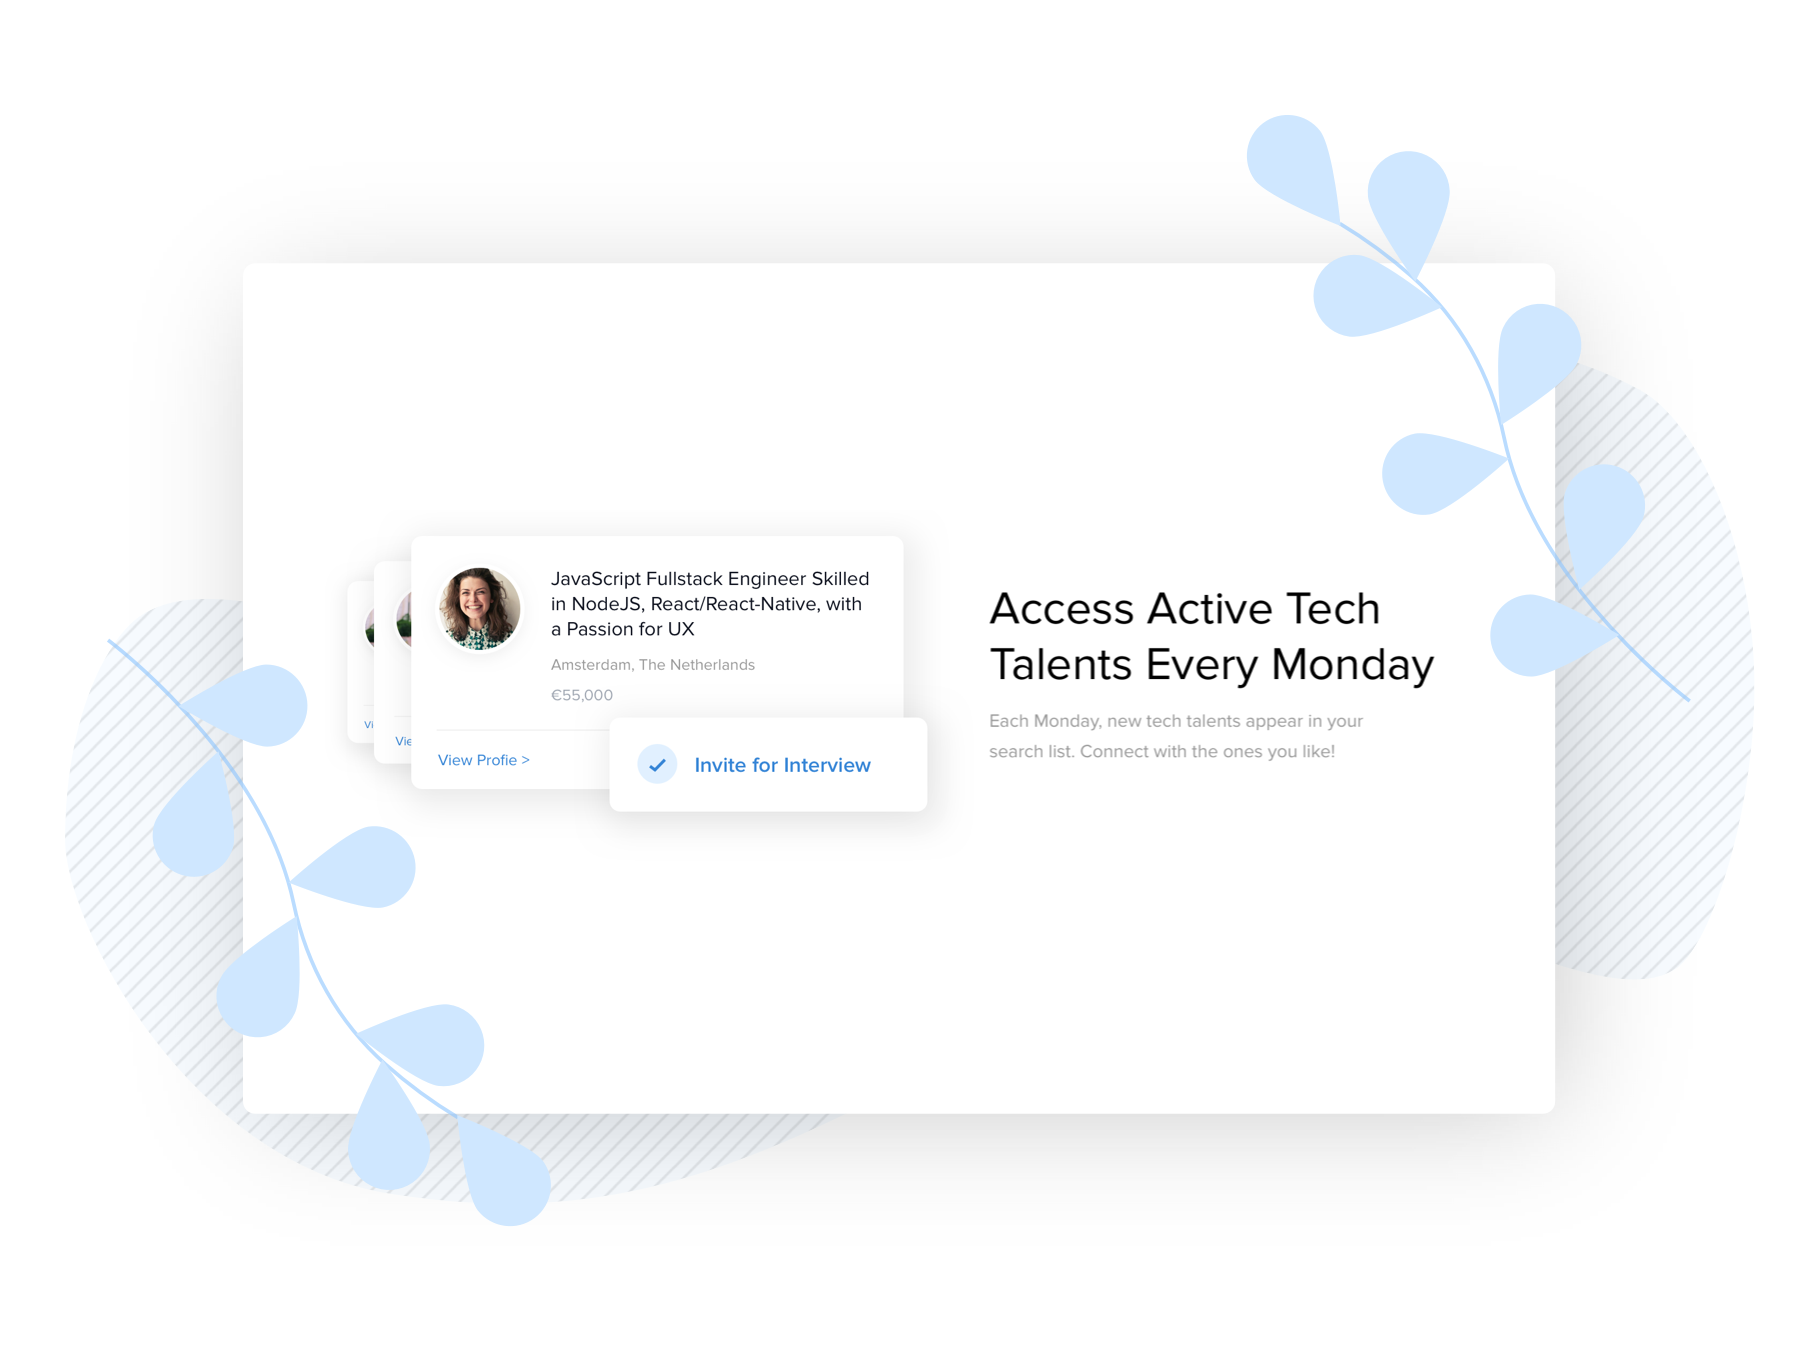 JavaScript Fullstack Engineer Skilled
in NodeJS, React/React-Native, with
a Passion for UX
Amsterdam, The Netherlands
€55,000
Vi
Vie
View Profie >
Invite for Interview
Access Active Tech
Talents Every Monday
Each Monday, new tech talents appear in your
search list. Connect with the ones you like!